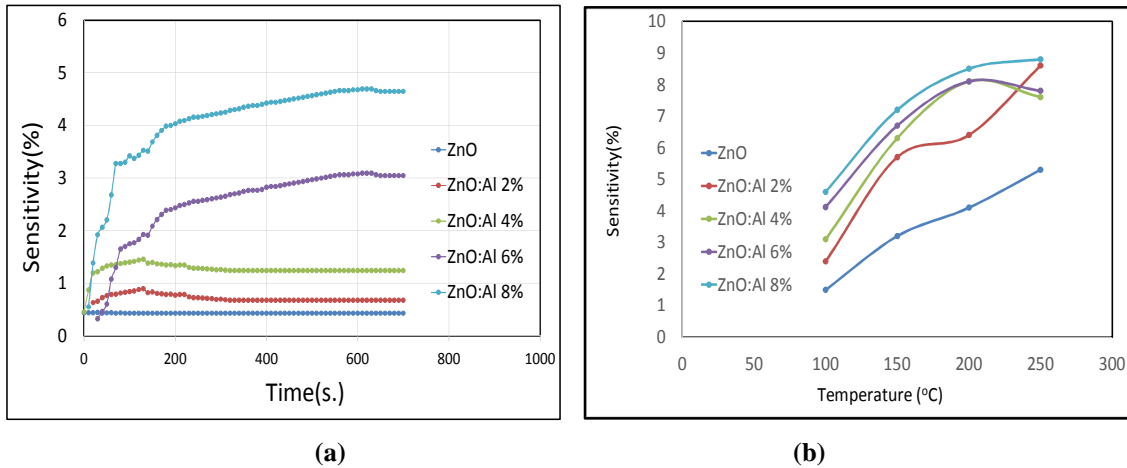 6
5
4
3
2
1
0
Sensitivity(%)
0
200
400
600
800
1000
Time(s.)
ZnO
ZnO:Al 2%
ZnO:Al 4%
ZnO:Al 6%
ZnO:Al 8%
(a)
10
9
8
7
6
5
4
3
2
1
0
Sensitivity(%)
0
50
100
150
200
250
300
Temperature (ºC)
ZnO
ZnO:Al 2%
ZnO:Al 4%
ZnO:Al 6%
ZnO:Al 8%
(b)